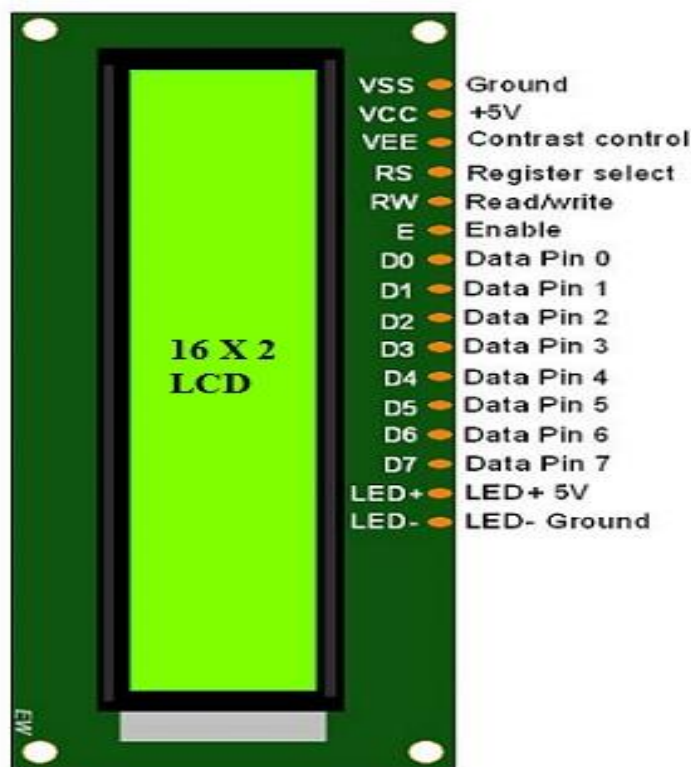 VSS Ground
VCC +5V
VEE Contrast control
RS Register select
RW Read/write
E Enable
D0 Data Pin 0
D1 Data Pin 1
D2 Data Pin 2
D3 Data Pin 3
D4 Data Pin 4
D5 Data Pin 5
D6 Data Pin 6
D7 Data Pin 7
LED+ LED+ 5V
LED- LED- Ground
16 X 2
LCD
EW